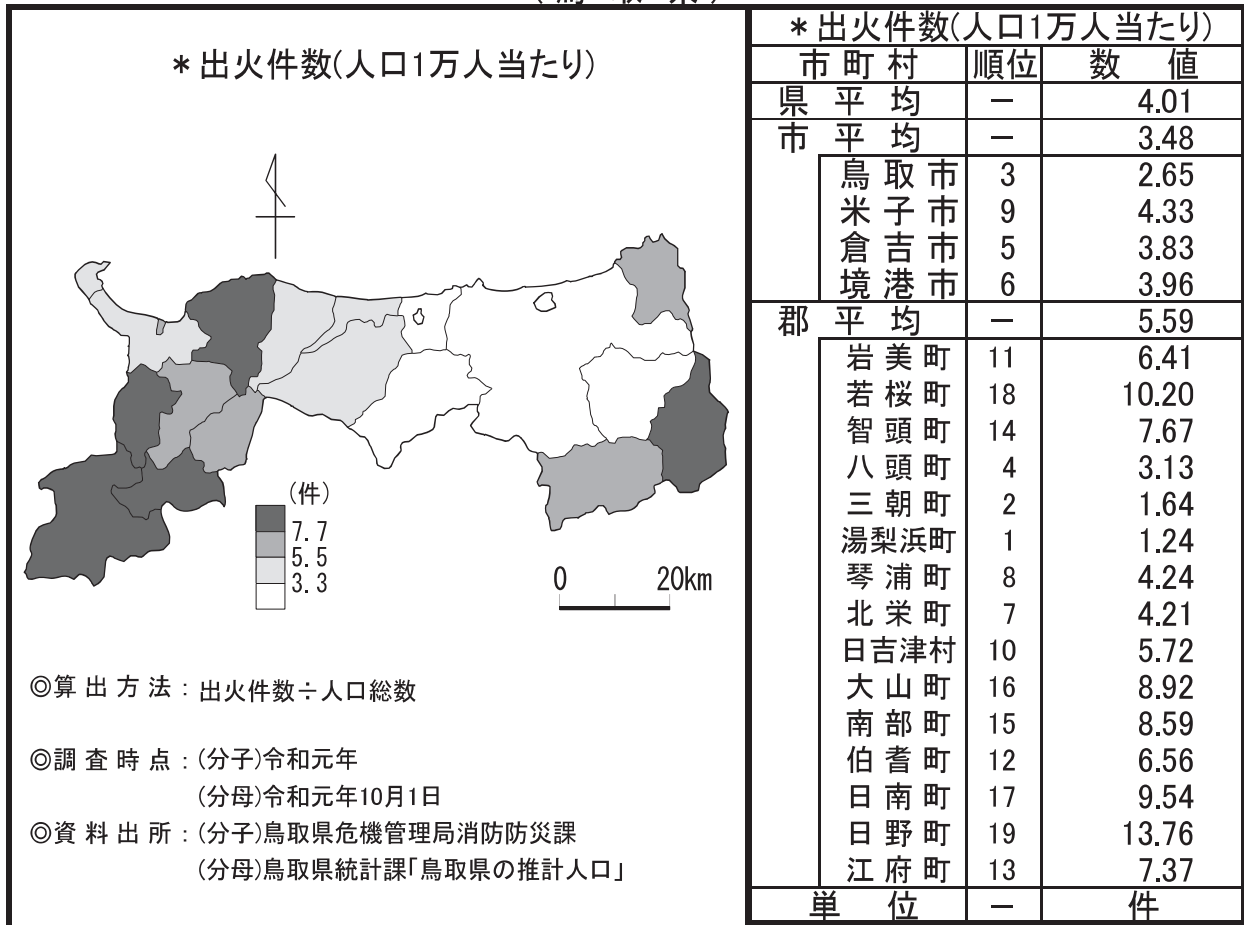 *出火件数(人口1万人当たり)
(件)
7.7
5.5
3.3
0 20km
◎算出方法：出火件数÷人口総数
◎調査時点：(分子)令和元年
(分母)令和元年10月1日
◎資料出所：(分子)鳥取県危機管理局消防防災課
(分母)鳥取県統計課「鳥取県の推計人口」
*出火件数(人口1万人当たり)
市町村 順位 数値
県平均 － 4.01
市平均 － 3.48
鳥取市 3 2.65
米子市 9 4.33
倉吉市 5 3.83
境港市 6 3.96
郡平均 － 5.59
岩美町 11 6.41
若桜町 18 10.20
智頭町 14 7.67
八頭町 4 3.13
三朝町 2 1.64
湯梨浜町 1 1.24
琴浦町 8 4.24
北栄町 7 4.21
日吉津村 10 5.72
大山町 16 8.92
南部町 15 8.59
伯耆町 12 6.56
日南町 17 9.54
日野町 19 13.76
江府町 13 7.37
単位 － 件